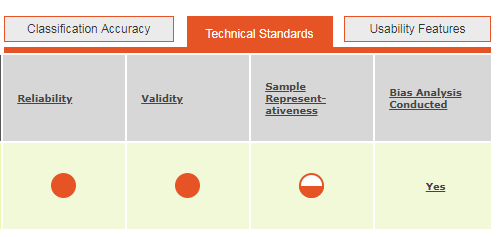 Classification Accuracy
Technical Standards
Usability Features
Reliability
Validity
Sample
Represent-
ativeness
Bias Analysis
Conducted
Yes